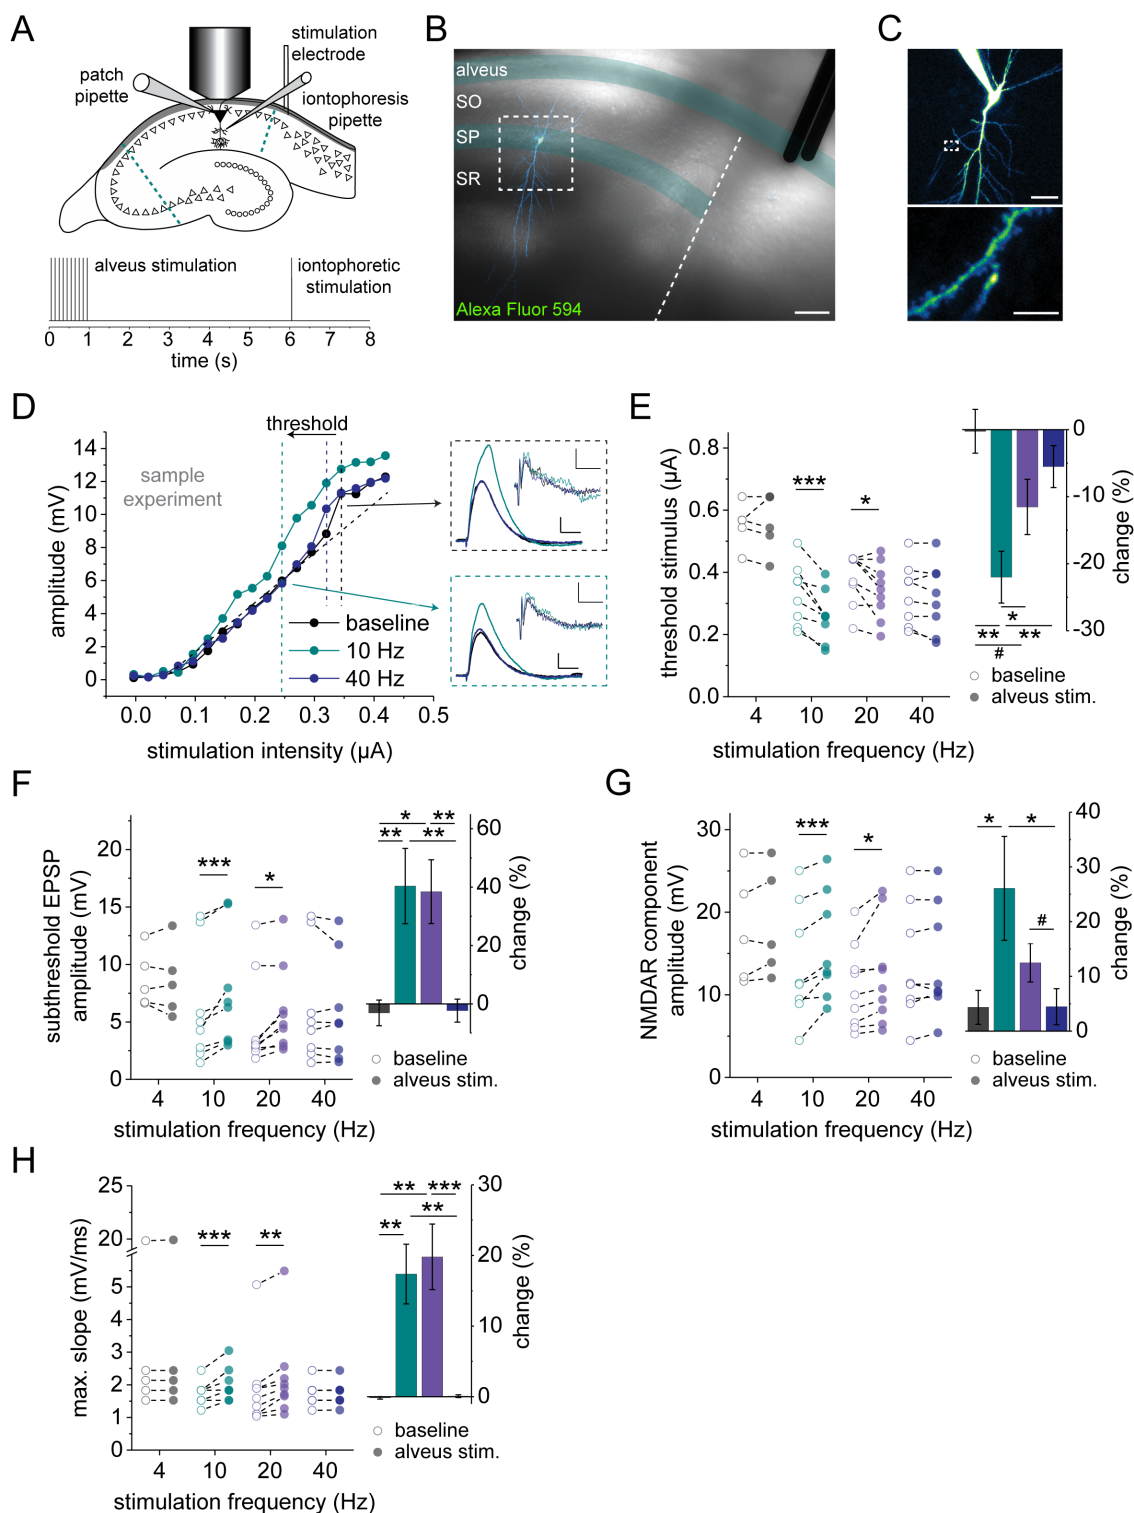 A
stimulation
electrode
patch
pipette
iontophoresis
pipette
alveus stimulation
iontophoretic
stimulation
0 1 2 3 4 5 6 7 8
time (s)
B
alveus
SO
SP
SR
Alexa Fluor 594
C
D
threshold
sample
experiment
14
12
10
8
6
4
2
0
amplitude (mV)
baseline
10 Hz
40 Hz
0.0 0.1 0.2 0.3 0.4 0.5
stimulation intensity (µA)
E
0.8
0.6
0.4
0.2
0.0
threshold stimulus (µA)
***
*
4 10 20 40
stimulation frequency (Hz)
0
-10
-20
-30
change (%)
*
** **
#
baseline
alveus stim.
F
20
15
10
5
0
subthreshold EPSP
amplitude (mV)
***
*
4 10 20 40
stimulation frequency (Hz)
* **
** **
60
40
20
0
change (%)
baseline
alveus stim.
G
30
20
10
0
NMDAR component
amplitude (mV)
***
*
4 10 20 40
stimulation frequency (Hz)
* *
#
40
30
20
10
0
change (%)
baseline
alveus stim.
H
25
20
5
4
3
2
1
0
max. slope (mV/ms)
*** **
4 10 20 40
stimulation frequency (Hz)
** ***
** **
30
20
10
0
change (%)
baseline
alveus stim.